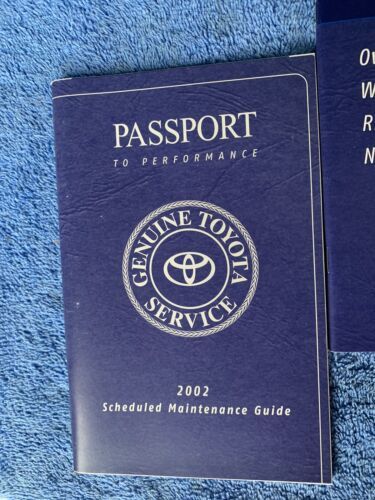 PASSPORT
TO PERFORMANCE
GENUINE TOYOTA
SERVICE
2002
Scheduled Maintenance Guide